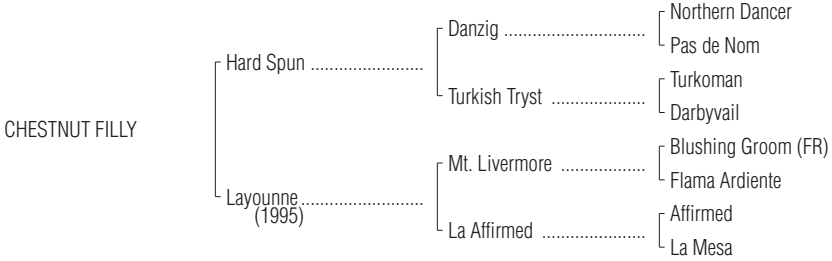 Northern Dancer
Danzig ..............................
Pas de Nom
Hard Spun ........................
Turkoman
Turkish Tryst ....................
Darbyvail
CHESTNUT FILLY
Blushing Groom (FR)
Mt. Livermore ..................
Flama Ardiente
Layounne ..........................
(1995)
Affirmed
La Affirmed ......................
La Mesa